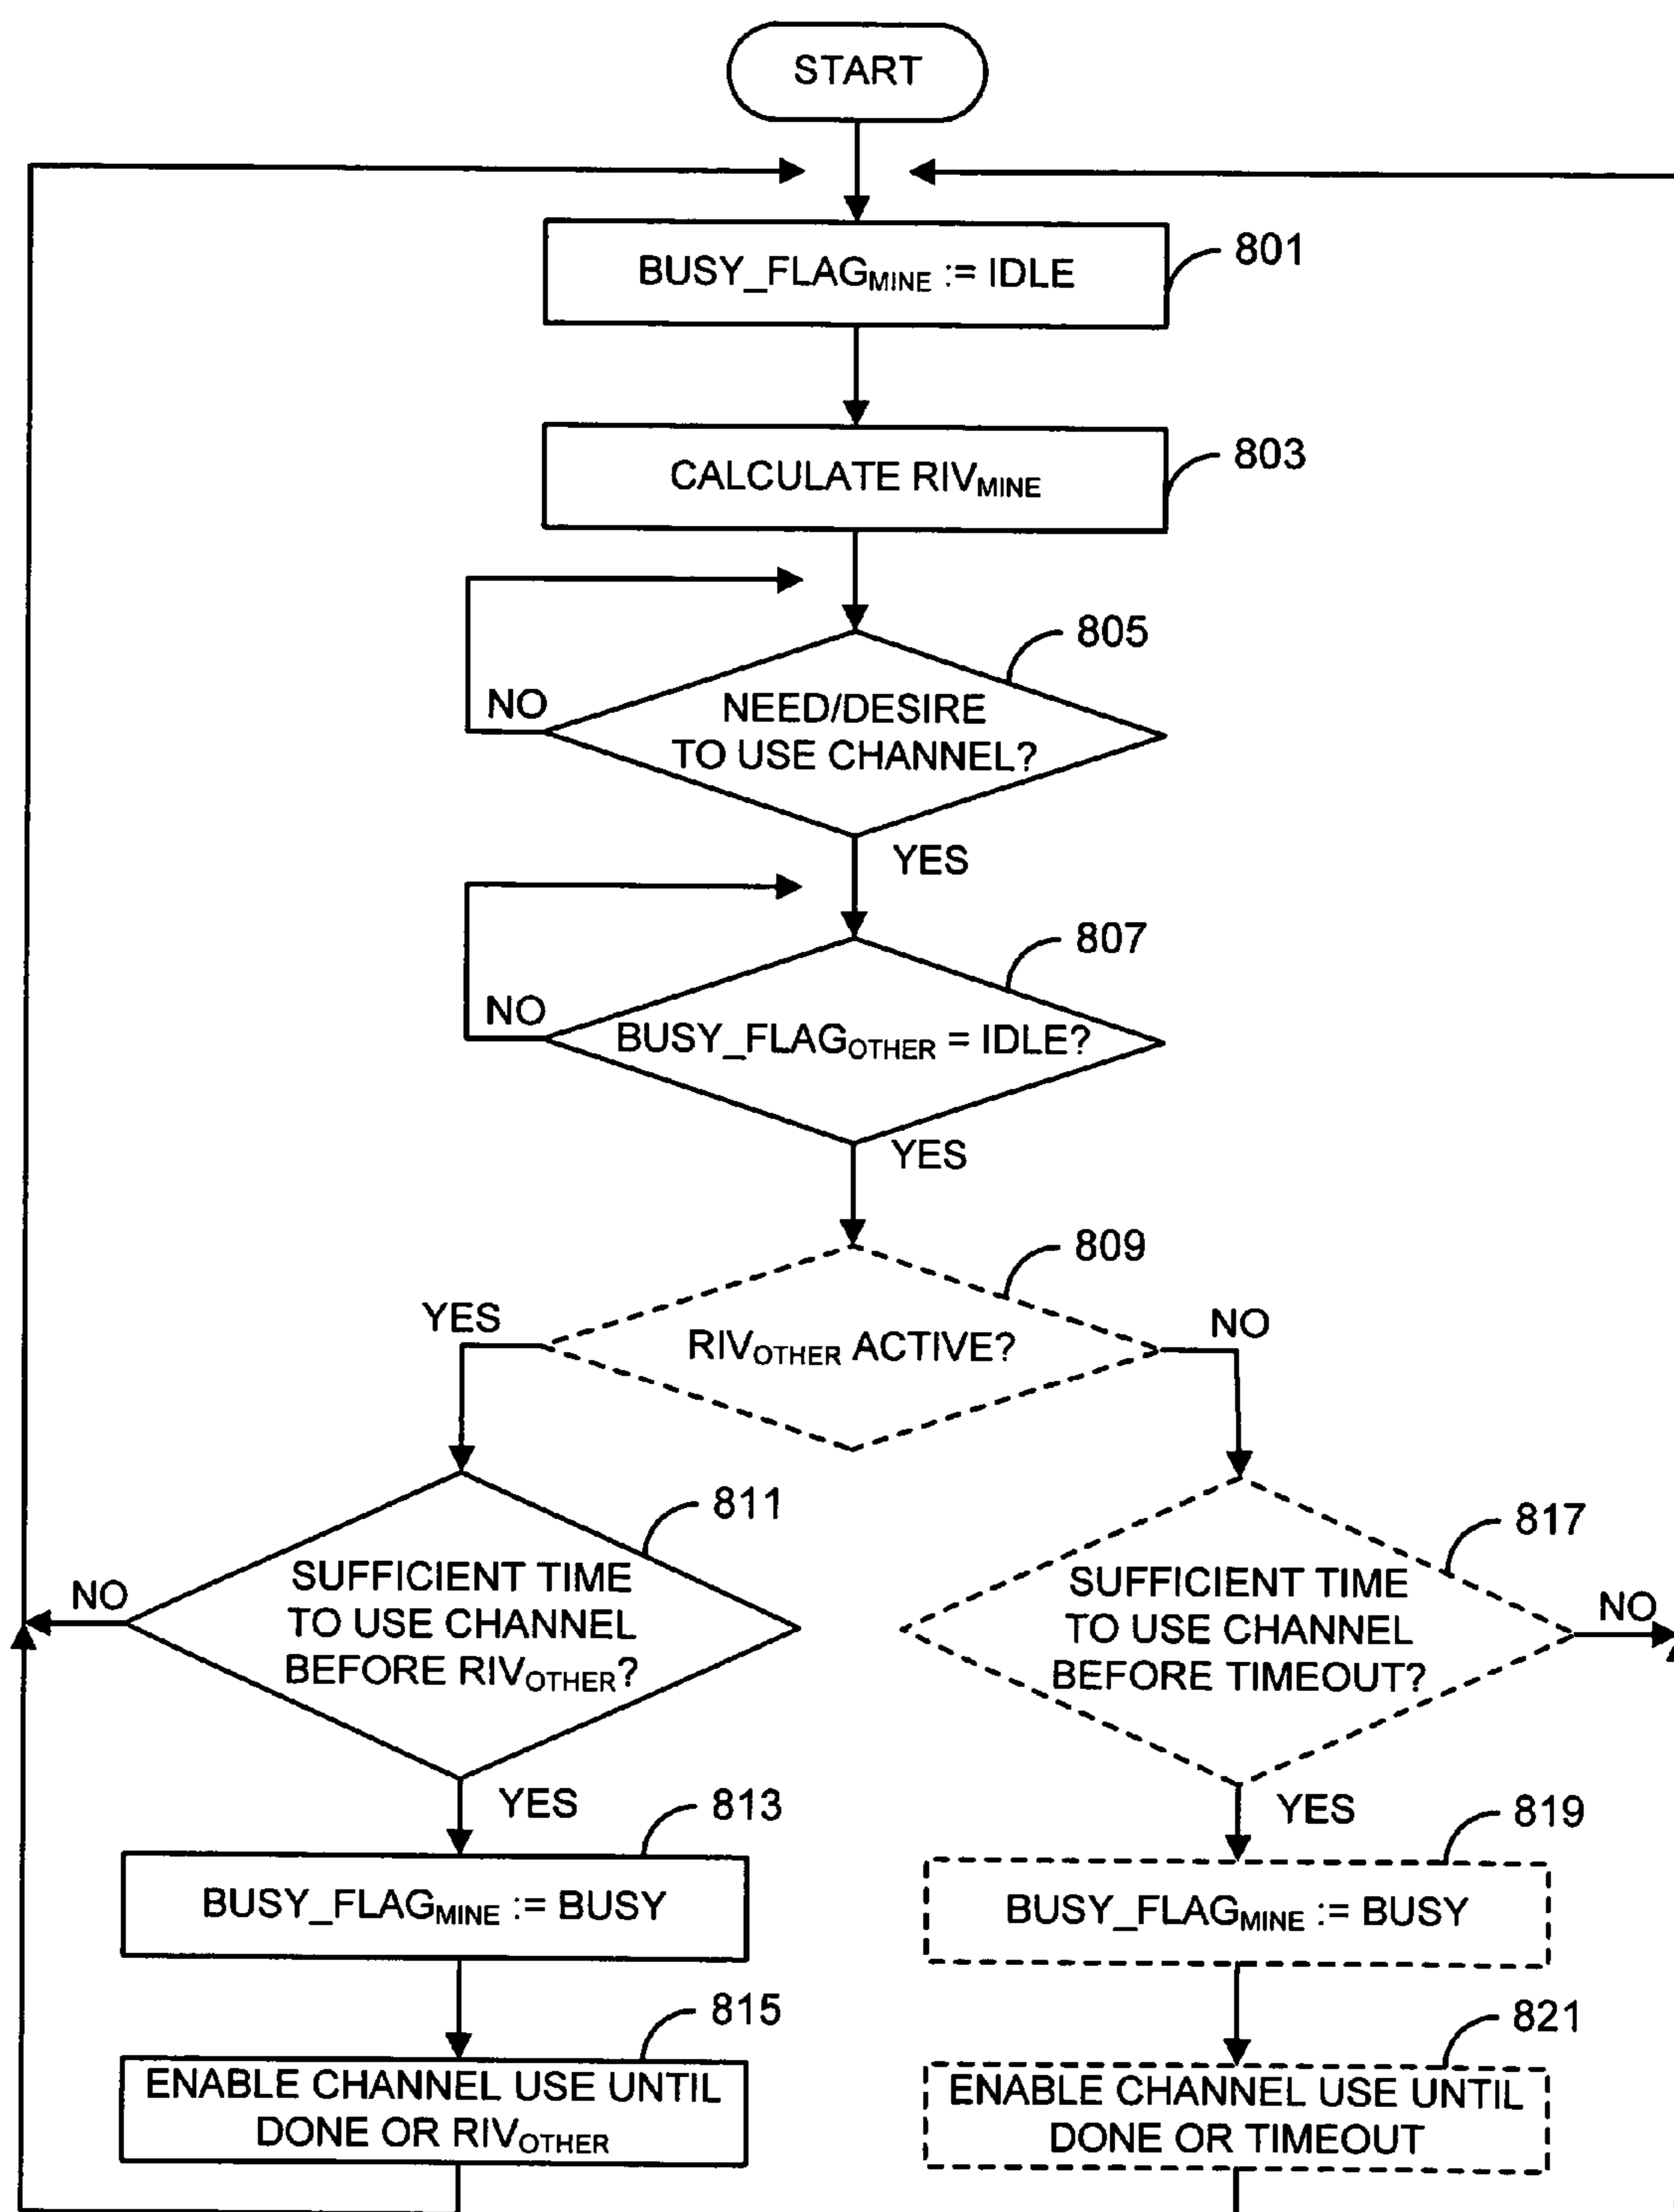 START
BUSY_FLAGMINE := IDLE
801
CALCULATE RIVMINE
803
805
NEED/DESIRE
TO USE CHANNEL?
NO
YES
807
BUSY_FLAGOTHER = IDLE?
NO
YES
809
RIVOTHER ACTIVE?
YES
NO
811
SUFFICIENT TIME
TO USE CHANNEL
BEFORE RIVOTHER?
NO
YES
813
BUSY_FLAGMINE := BUSY
815
ENABLE CHANNEL USE UNTIL
DONE OR RIVOTHER
817
SUFFICIENT TIME
TO USE CHANNEL
BEFORE TIMEOUT?
NO
YES
819
BUSY_FLAGMINE := BUSY
821
ENABLE CHANNEL USE UNTIL
DONE OR TIMEOUT